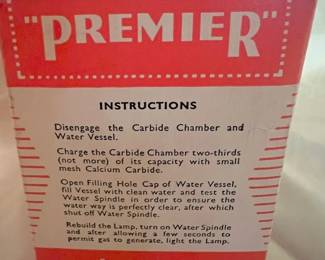 "PREMIER"
INSTRUCTIONS
Disengage the Carbide Chamber and
Water Vessel.
Charge the Carbide Chamber two-thirds
(not more) of its capacity with small
mesh Calcium Carbide.
Open Filling Hole Cap of Water Vessel,
fill Vessel with clean water and test the
Water Spindle in order to ensure the
water way is perfectly clear, after which
shut off Water Spindle.
Rebuild the Lamp, turn on Water Spindle
and after allowing a few seconds to
permit gas to generate, light the Lamp.